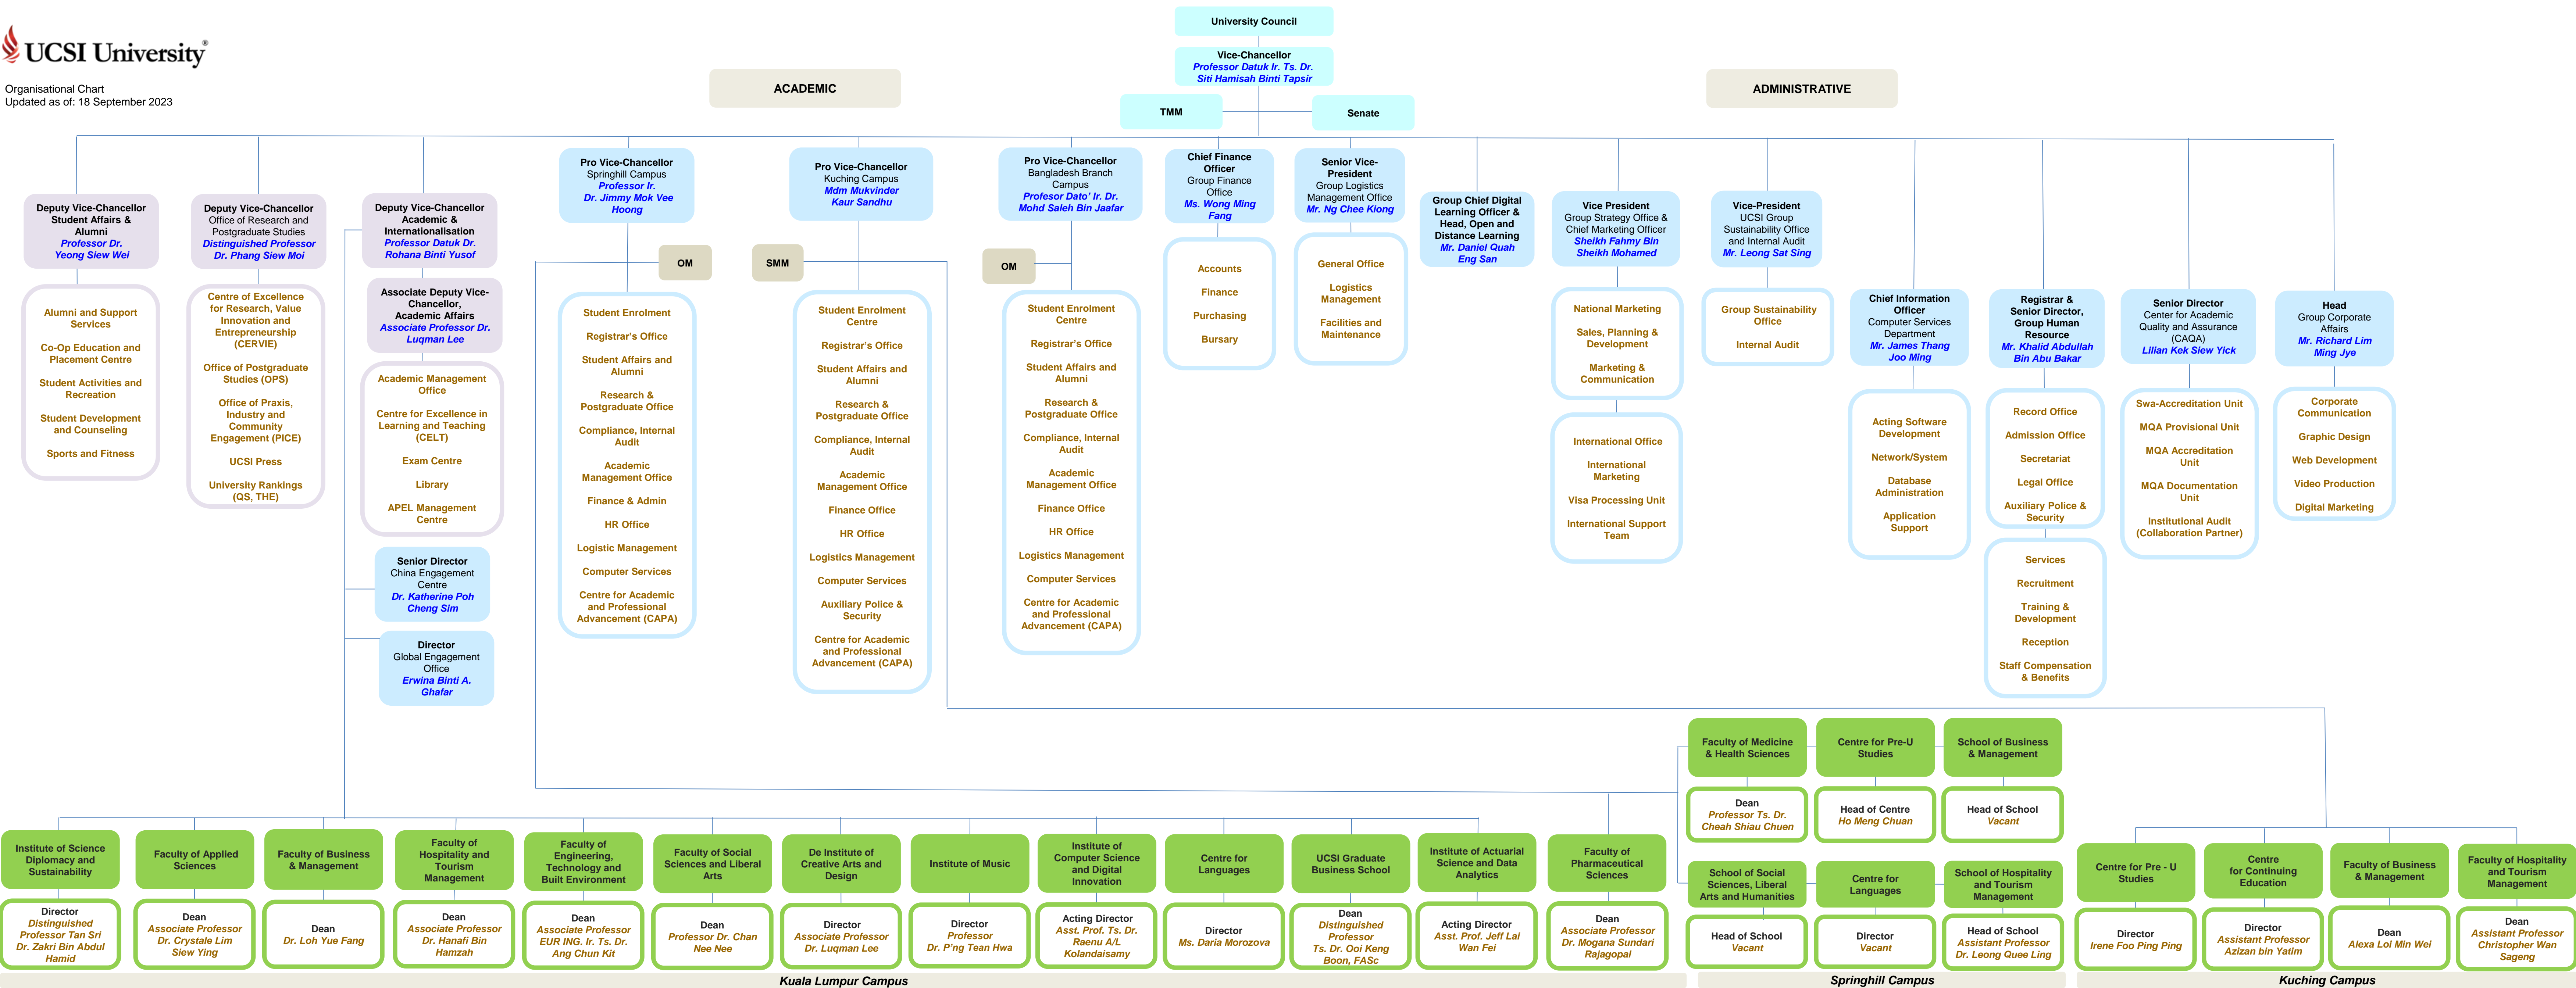 UCSI University®
Organisational Chart
Updated as of: 18 September 2023
University Council
Vice-Chancellor
Professor Datuk Ir. Ts. Dr.
Siti Hamisah Binti Tapsir
ACADEMIC
ADMINISTRATIVE
TMM
Senate
Deputy Vice-Chancellor
Student Affairs &
Alumni
Professor Dr.
Yeong Siew Wei
Alumni and Support
Services
Co-Op Education and
Placement Centre
Student Activities and
Recreation
Student Development
and Counseling
Sports and Fitness
Deputy Vice-Chancellor
Office of Research and
Postgraduate Studies
Distinguished Professor
Dr. Phang Siew Moi
Centre of Excellence
for Research, Value
Innovation and
Entrepreneurship
(CERVIE)
Office of Postgraduate
Studies (OPS)
Office of Praxis,
Industry and
Community
Engagement (PICE)
UCSI Press
University Rankings
(QS, THE)
Deputy Vice-Chancellor
Academic &
Internationalisation
Professor Datuk Dr.
Rohana Binti Yusof
Associate Deputy Vice-
Chancellor,
Academic Affairs
Associate Professor Dr.
Luqman Lee
Academic Management
Office
Centre for Excellence in
Learning and Teaching
(CELT)
Exam Centre
Library
APEL Management
Centre
Senior Director
China Engagement
Centre
Dr. Katherine Poh
Cheng Sim
Director
Global Engagement
Office
Erwina Binti A.
Ghafar
Pro Vice-Chancellor
Springhill Campus
Professor Ir.
Dr. Jimmy Mok Vee
Hoong
OM
Student Enrolment
Registrar's Office
Student Affairs and
Alumni
Research &
Postgraduate Office
Compliance, Internal
Audit
Academic
Management Office
Finance & Admin
HR Office
Logistic Management
Computer Services
Centre for Academic
and Professional
Advancement (CAPA)
Pro Vice-Chancellor
Kuching Campus
Mdm Mukvinder
Kaur Sandhu
SMM
Student Enrolment
Centre
Registrar's Office
Student Affairs and
Alumni
Research &
Postgraduate Office
Compliance, Internal
Audit
Academic
Management Office
Finance Office
HR Office
Logistics Management
Computer Services
Auxiliary Police &
Security
Centre for Academic
and Professional
Advancement (CAPA)
Pro Vice-Chancellor
Bangladesh Branch
Campus
Profesor Dato' Ir. Dr.
Mohd Saleh Bin Jaafar
OM
Student Enrolment
Centre
Registrar's Office
Student Affairs and
Alumni
Research &
Postgraduate Office
Compliance, Internal
Audit
Academic
Management Office
Finance Office
HR Office
Logistics Management
Computer Services
Centre for Academic
and Professional
Advancement (CAPA)
Chief Finance
Officer
Group Finance
Office
Ms. Wong Ming
Fang
Accounts
Finance
Purchasing
Bursary
Senior Vice-
President
Group Logistics
Management Office
Mr. Ng Chee Kiong
General Office
Logistics
Management
Facilities and
Maintenance
Group Chief Digital
Learning Officer &
Head, Open and
Distance Learning
Mr. Daniel Quah
Eng San
Vice President
Group Strategy Office &
Chief Marketing Officer
Sheikh Fahmy Bin
Sheikh Mohamed
National Marketing
Sales, Planning &
Development
Marketing &
Communication
International Office
International
Marketing
Visa Processing Unit
International Support
Team
Vice-President
UCSI Group
Sustainability Office
and Internal Audit
Mr. Leong Sat Sing
Group Sustainability
Office
Internal Audit
Chief Information
Officer
Computer Services
Department
Mr. James Thang
Joo Ming
Acting Software
Development
Network/System
Database
Administration
Application
Support
Registrar &
Senior Director,
Group Human
Resource
Mr. Khalid Abdullah
Bin Abu Bakar
Record Office
Admission Office
Secretariat
Legal Office
Auxiliary Police &
Security
Services
Recruitment
Training &
Development
Reception
Staff Compensation
& Benefits
Senior Director
Center for Academic
Quality and Assurance
(CAQA)
Lilian Kek Siew Yick
Swa-Accreditation Unit
MQA Provisional Unit
MQA Accreditation
Unit
MQA Documentation
Unit
Institutional Audit
(Collaboration Partner)
Head
Group Corporate
Affairs
Mr. Richard Lim
Ming Jye
Corporate
Communication
Graphic Design
Web Development
Video Production
Digital Marketing
Institute of Science
Diplomacy and
Sustainability
Director
Distinguished
Professor Tan Sri
Dr. Zakri Bin Abdul
Hamid
Faculty of Applied
Sciences
Dean
Associate Professor
Dr. Crystale Lim
Siew Ying
Faculty of Business
& Management
Dean
Dr. Loh Yue Fang
Faculty of
Hospitality and
Tourism
Management
Dean
Associate Professor
Dr. Hanafi Bin
Hamzah
Faculty of
Engineering,
Technology and
Built Environment
Dean
Associate Professor
EUR ING. Ir. Ts. Dr.
Ang Chun Kit
Faculty of Social
Sciences and Liberal
Arts
Dean
Professor Dr. Chan
Nee Nee
De Institute of
Creative Arts and
Design
Director
Associate Professor
Dr. Luqman Lee
Institute of Music
Director
Professor
Dr. P'ng Tean Hwa
Institute of
Computer Science
and Digital
Innovation
Acting Director
Asst. Prof. Ts. Dr.
Raenu A/L
Kolandaisamy
Centre for
Languages
Director
Ms. Daria Morozova
UCSI Graduate
Business School
Dean
Distinguished
Professor
Ts. Dr. Ooi Keng
Boon, FASc
Institute of Actuarial
Science and Data
Analytics
Acting Director
Asst. Prof. Jeff Lai
Wan Fei
Faculty of
Pharmaceutical
Sciences
Dean
Associate Professor
Dr. Mogana Sundari
Rajagopal
Kuala Lumpur Campus
Faculty of Medicine
& Health Sciences
Dean
Professor Ts. Dr.
Cheah Shiau Chuen
Centre for Pre-U
Studies
Head of Centre
Ho Meng Chuan
School of Business
& Management
Head of School
Vacant
School of Social
Sciences, Liberal
Arts and Humanities
Head of School
Vacant
Centre for
Languages
Director
Vacant
School of Hospitality
and Tourism
Management
Head of School
Assistant Professor
Dr. Leong Quee Ling
Springhill Campus
Centre for Pre - U
Studies
Director
Irene Foo Ping Ping
Centre
for Continuing
Education
Director
Assistant Professor
Azizan bin Yatim
Faculty of Business
& Management
Dean
Alexa Loi Min Wei
Faculty of Hospitality
and Tourism
Management
Dean
Assistant Professor
Christopher Wan
Sageng
Kuching Campus